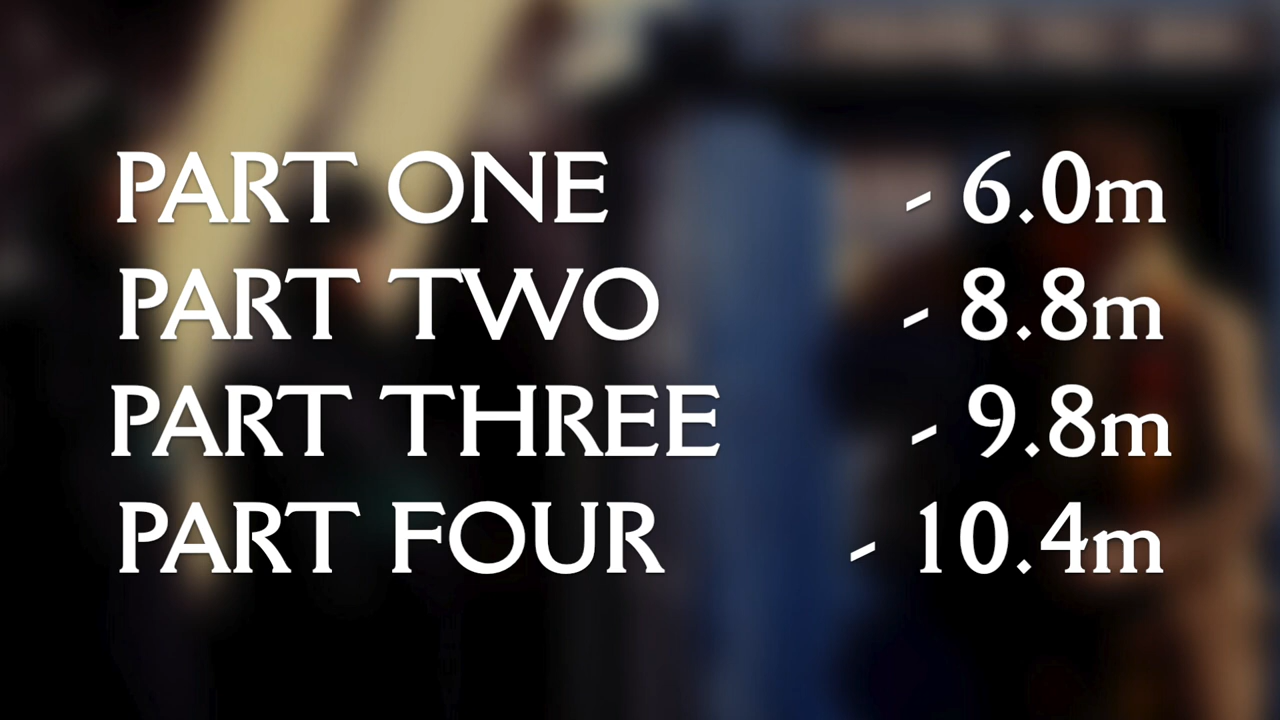 PART ONE - 6.0m
PART TWO - 8.8m
PART THREE - 9.8m
PART FOUR - 10.4m